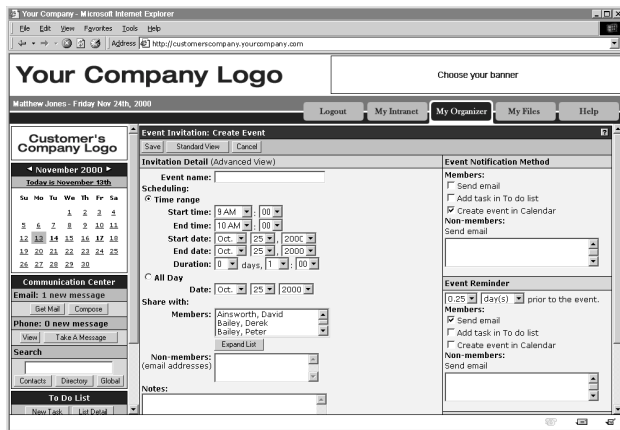 Your Company - Microsoft Internet Explorer
File Edit View Favorites Tools Help
Address http://customerscompany.yourcompany.com
Your Company Logo
Choose your banner
Matthew Jones - Friday Nov 24th, 2000
Logout My Intranet My Organizer My Files Help
Customer's
Company Logo
November 2000
Today is November 13th
Su Mo Tu We Th Fr Sa
1 2 3 4
5 6 7 8 9 10 11
12 13 14 15 16 17 18
19 20 21 22 23 24 25
26 27 28 29 30
Communication Center
Email: 1 new message
Get Mail Compose
Phone: 0 new message
View Take A Message
Search
Contacts Directory Global
To Do List
New Task List Detail
Event Invitation: Create Event ?
Save Standard View Cancel
Invitation Detail (Advanced View)
Event name:
Scheduling:
Time range
Start time: 9 AM : 00
End time: 10 AM : 00
Start date: Oct. 25 , 2000
End date: Oct. 25 , 2000
Duration: 0 days, 1 : 00
All Day
Date: Oct. 25 2000
Share with:
Members: Ainsworth, David
Bailey, Derek
Bailey, Peter
Expand List
Non-members:
(email addresses)
Notes:
Event Notification Method
Members:
Send email
Add task in To do list
Create event in Calendar
Non-members:
Send email
Event Reminder
0.25 day(s) prior to the event.
Members:
Send email
Add task in To do list
Create event in Calendar
Non-members:
Send email